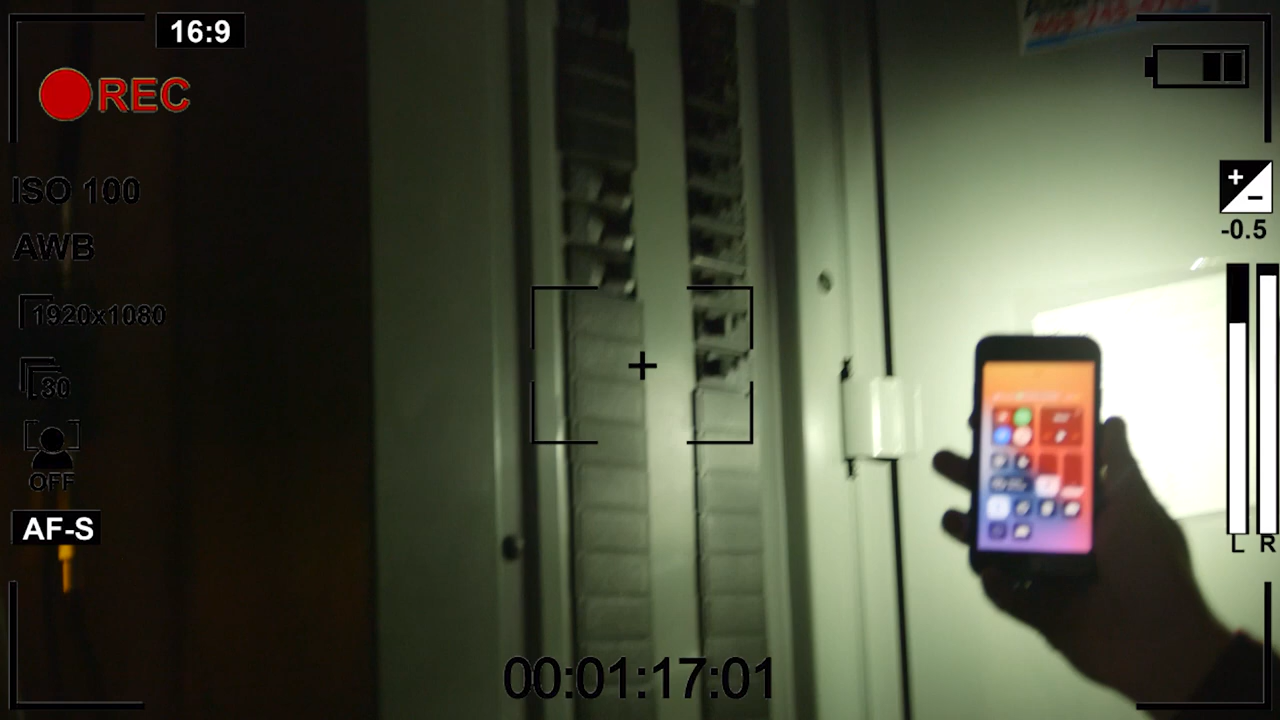 16:9
REC
ISO 100
AWB
1920x1080
30
OFF
AF-S
-0.5
L R
00:01:17:01